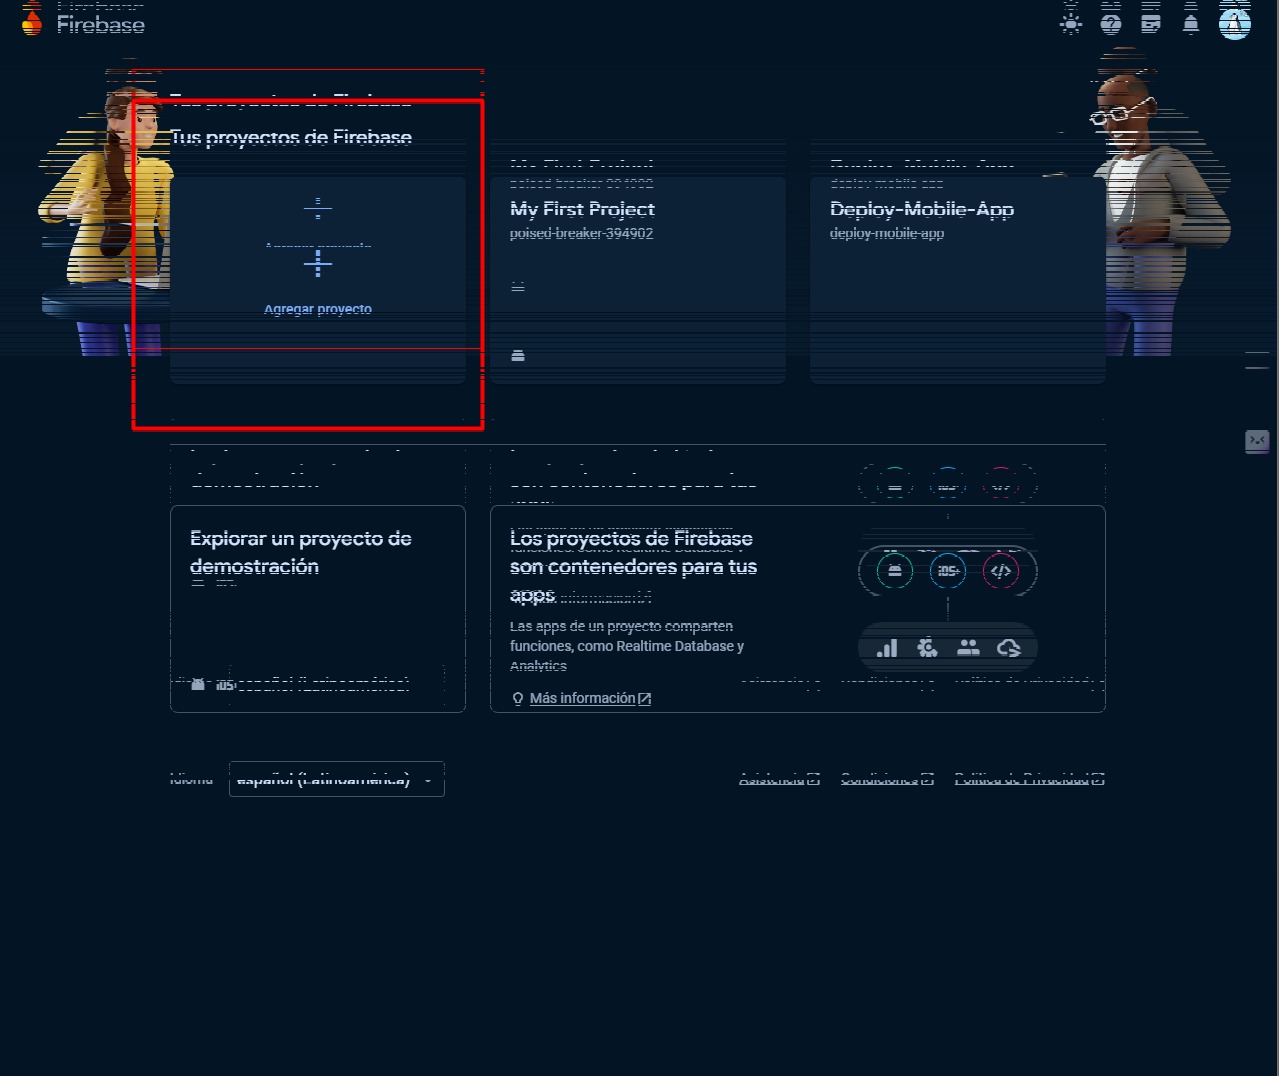 Firebase
Tus proyectos de Firebase
Agregar proyecto
My First Project
poised-breaker-394902
Deploy-Mobile-App
deploy-mobile-app
Explorar un proyecto de
demostración
iOS+
Los proyectos de Firebase
son contenedores para tus
apps
Las apps de un proyecto comparten
funciones, como Realtime Database y
Analytics
Más información
iOS+
Idioma
español (Latinoamérica)
Asistencia
Condiciones
Política de Privacidad